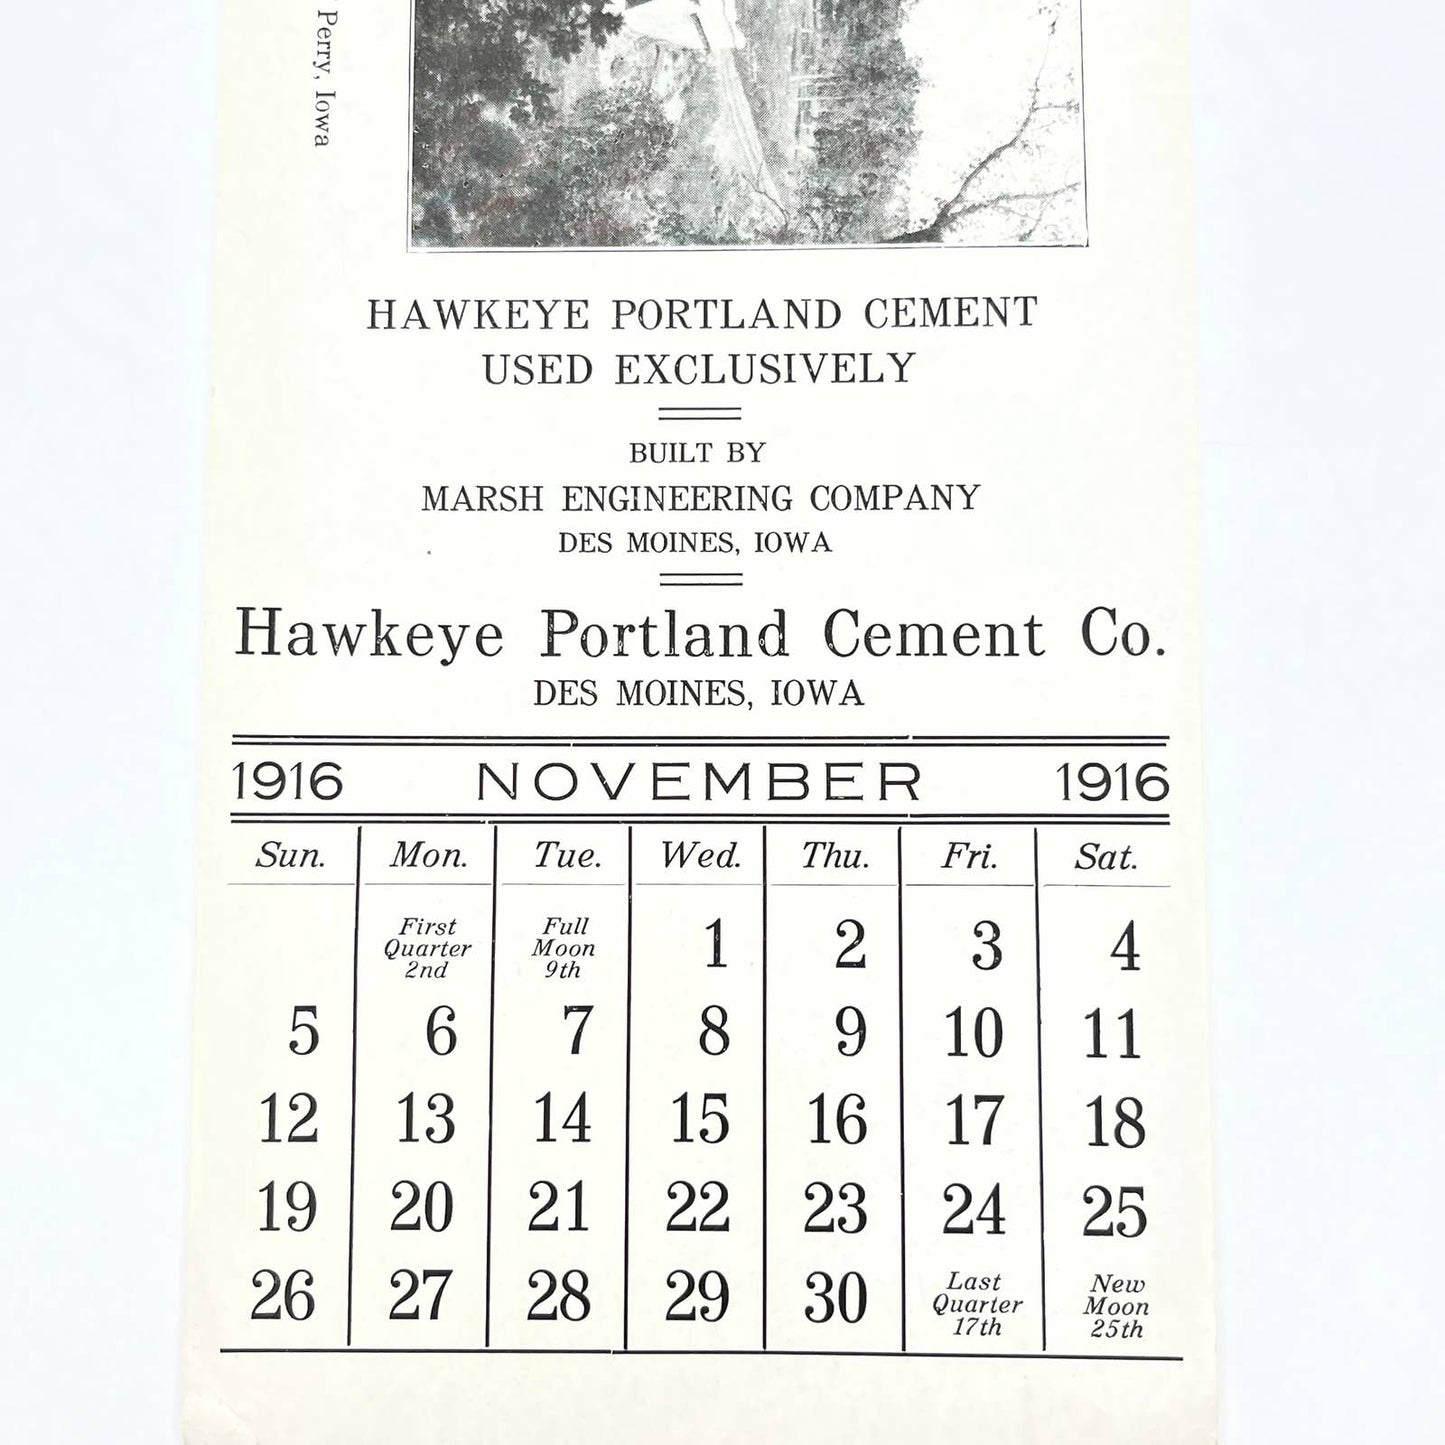 Perry, Iowa
HAWKEYE PORTLAND CEMENT
USED EXCLUSIVELY
BUILT BY
MARSH ENGINEERING COMPANY
DES MOINES, IOWA
Hawkeye Portland Cement Co.
DES MOINES, IOWA
1916 NOVEMBER 1916
Sun. Mon. Tue. Wed. Thu. Fri. Sat.
First Quarter 2nd Full Moon 9th 1 2 3 4
5 6 7 8 9 10 11
12 13 14 15 16 17 18
19 20 21 22 23 24 25
26 27 28 29 30 Last Quarter 17th New Moon 25th